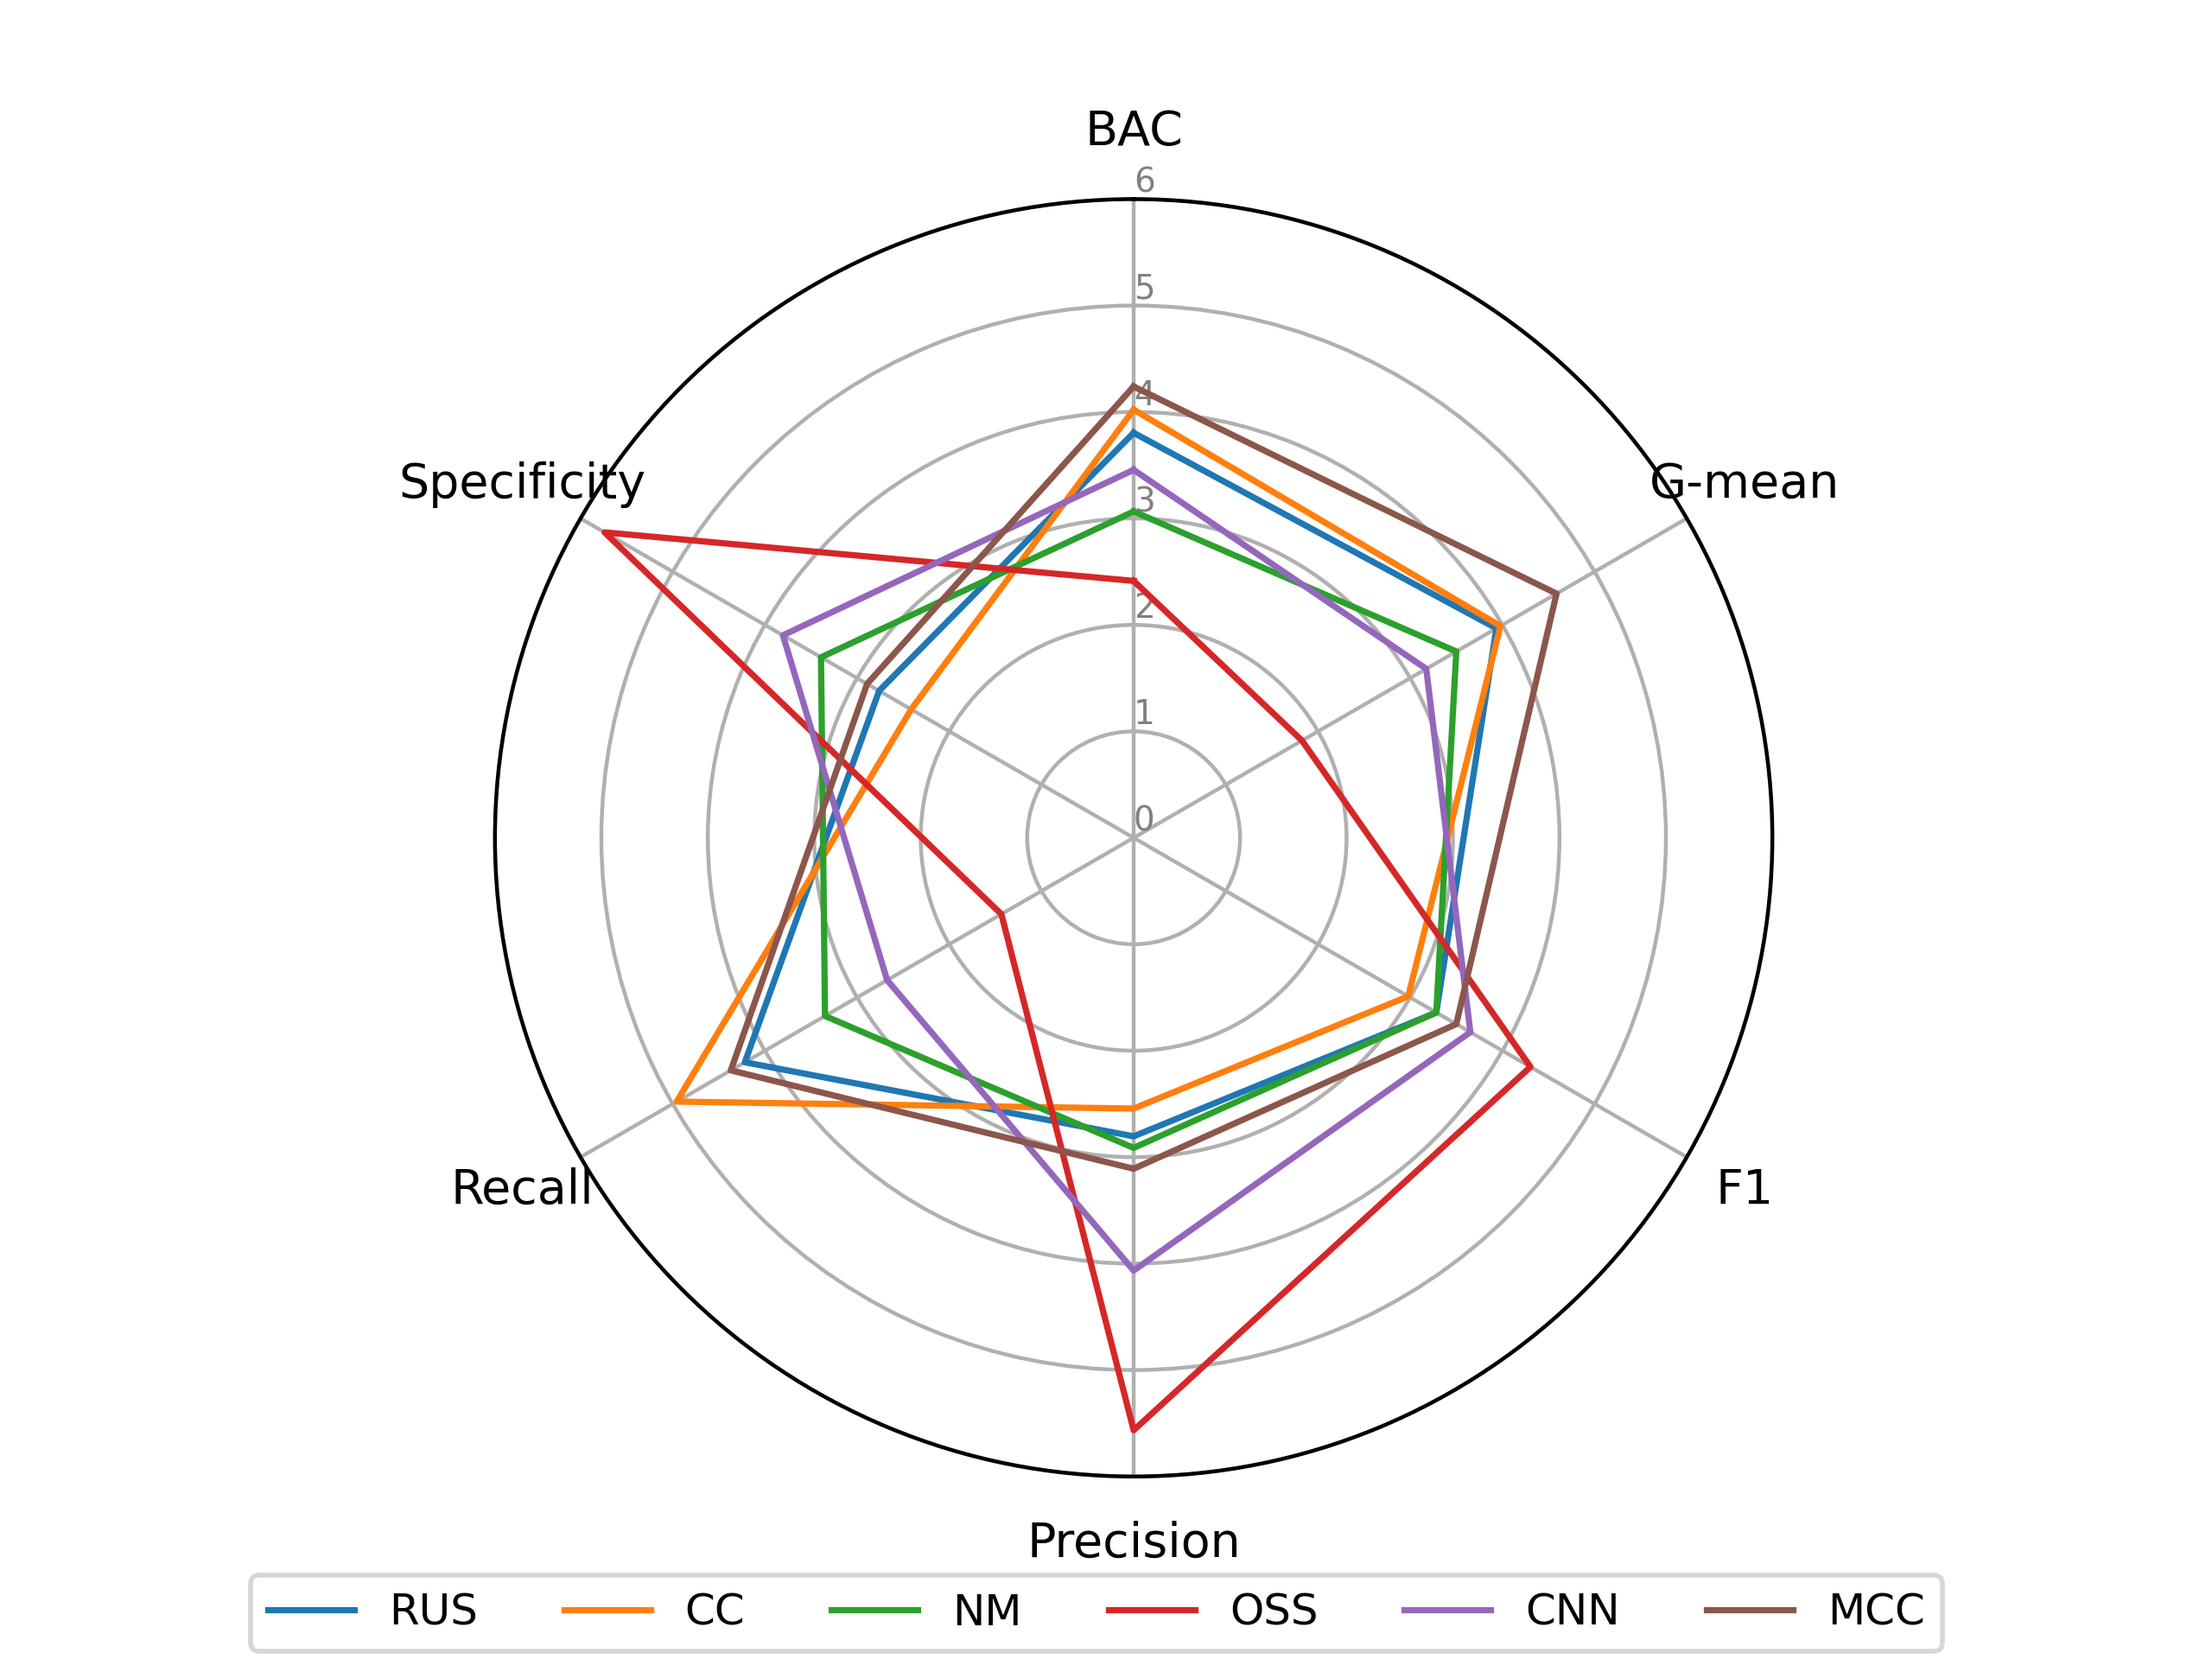 BAC
6
5
4
3
2
1
0
Specificity
G-mean
Recall
F1
Precision
RUS CC NM OSS CNN MCC